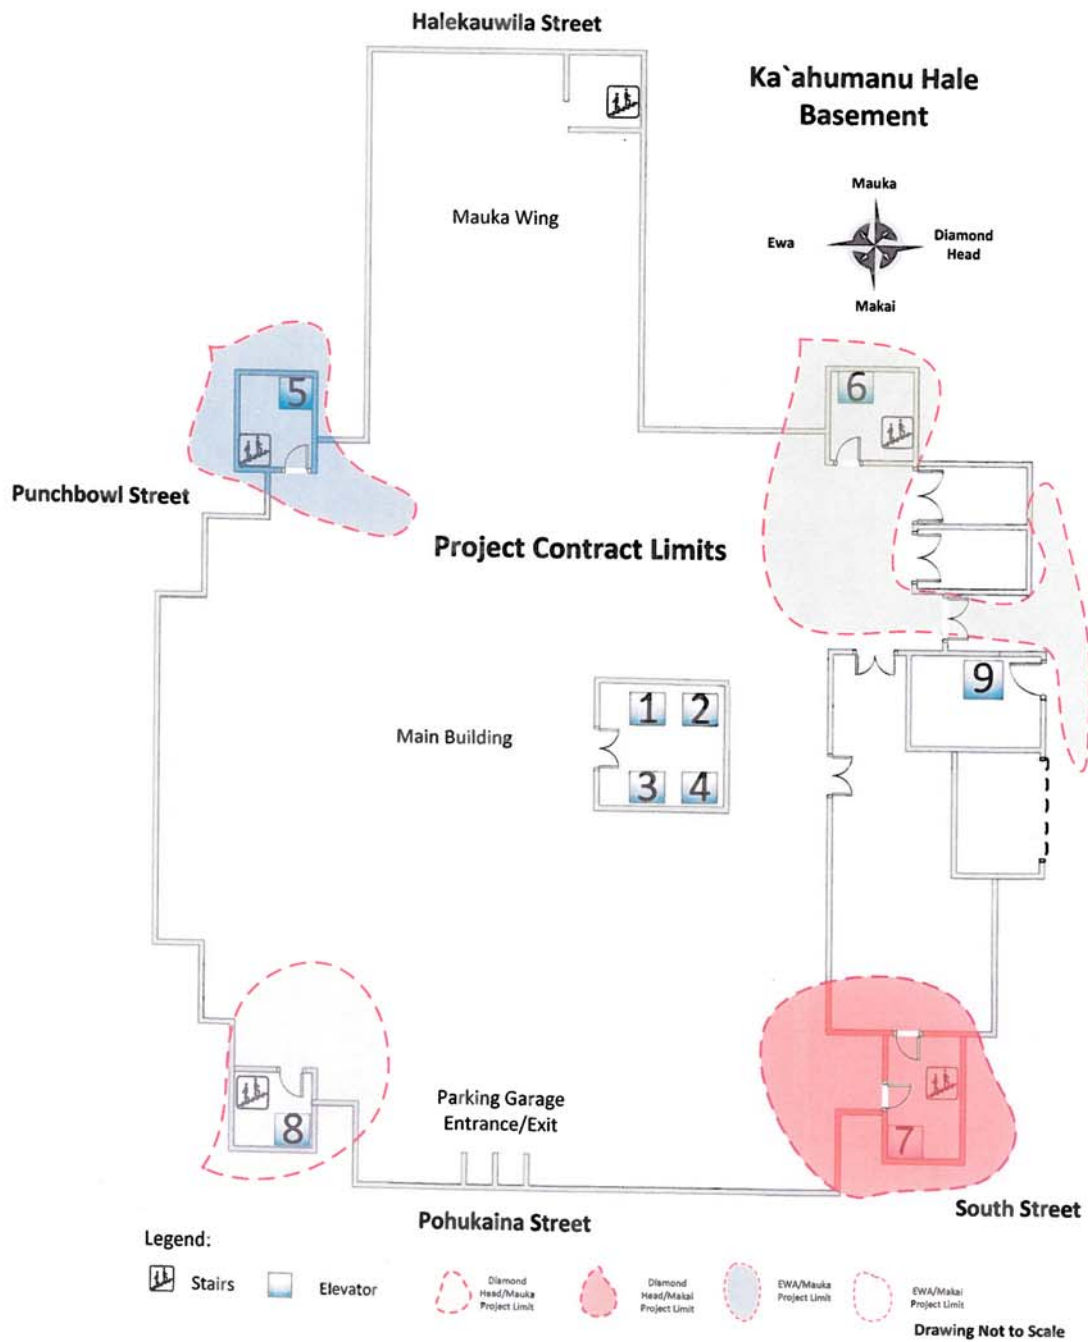 Halekauwila Street
Ka`ahumanu Hale
Basement
Mauka
Ewa
Diamond
Head
Makai
Mauka Wing
5
6
Punchbowl Street
Project Contract Limits
9
1 2
Main Building
3 4
8
Parking Garage
Entrance/Exit
7
Pohukaina Street
South Street
Legend:
Stairs
Elevator
Diamond
Head/Mauka
Project Limit
Diamond
Head/Makai
Project Limit
EWA/Mauka
Project Limit
EWA/Makai
Project Limit
Drawing Not to Scale